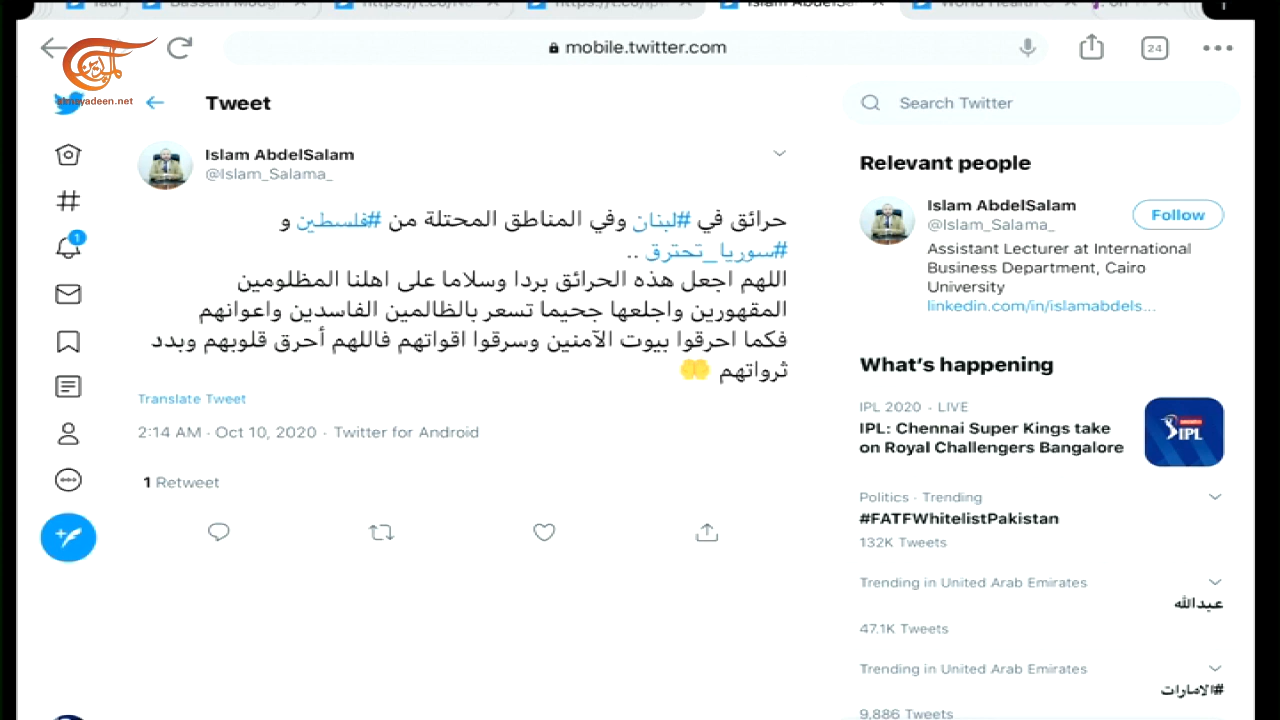 Islam AbdelSa
mobile.twitter.com
24
almayadeen.net
Tweet
Search Twitter
Islam AbdelSalam
@Islam_Salama_
حرائق في #لبنان وفي المناطق المحتلة من #فلسطين و
#سوريا_تحترق ..
اللهم اجعل هذه الحرائق بردا وسلاما على اهلنا المظلومين
المقهورين واجلعها جحيما تسعر بالظالمين الفاسدين واعوانهم
فكما احرقوا بيوت الآمنين وسرقوا اقواتهم فاللهم أحرق قلوبهم وبدد
ثرواتهم 🤲
Translate Tweet
2:14 AM · Oct 10, 2020 · Twitter for Android
1 Retweet
1
Relevant people
Islam AbdelSalam
@Islam_Salama_
Follow
Assistant Lecturer at International
Business Department, Cairo
University
linkedin.com/in/islamabdels...
What's happening
IPL 2020 · LIVE
IPL: Chennai Super Kings take
on Royal Challengers Bangalore
IPL
Politics · Trending
#FATFWhitelistPakistan
132K Tweets
Trending in United Arab Emirates
عبدالله
47.1K Tweets
Trending in United Arab Emirates
#الامارات
9,886 Tweets